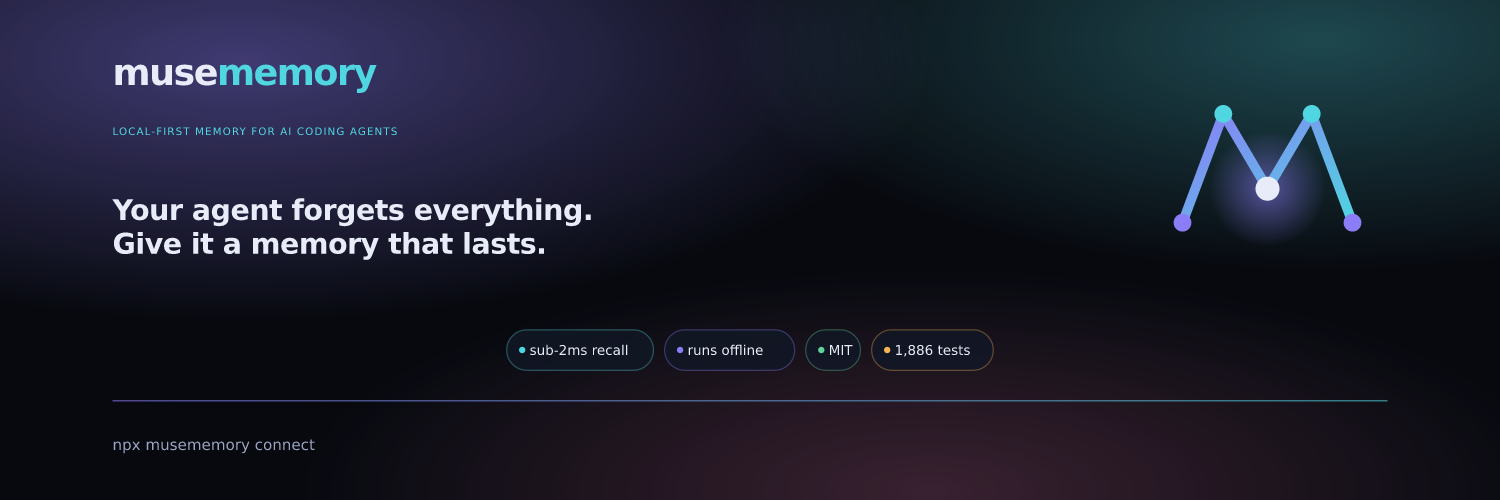 musememory
LOCAL-FIRST MEMORY FOR AI CODING AGENTS
Your agent forgets everything.
Give it a memory that lasts.
sub-2ms recall
runs offline
MIT
1,886 tests
npx musememory connect